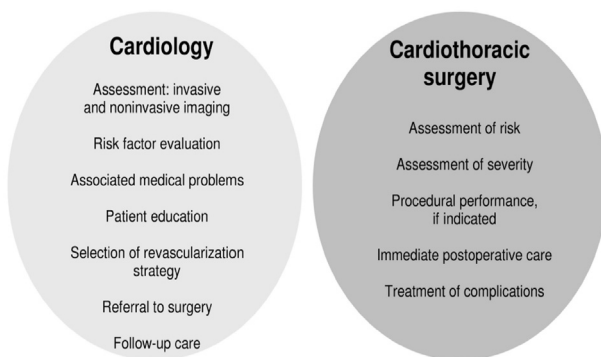 Cardiology
Assessment: invasive
and noninvasive imaging
Risk factor evaluation
Associated medical problems
Patient education
Selection of revascularization
strategy
Referral to surgery
Follow-up care
Cardiothoracic
surgery
Assessment of risk
Assessment of severity
Procedural performance,
if indicated
Immediate postoperative care
Treatment of complications